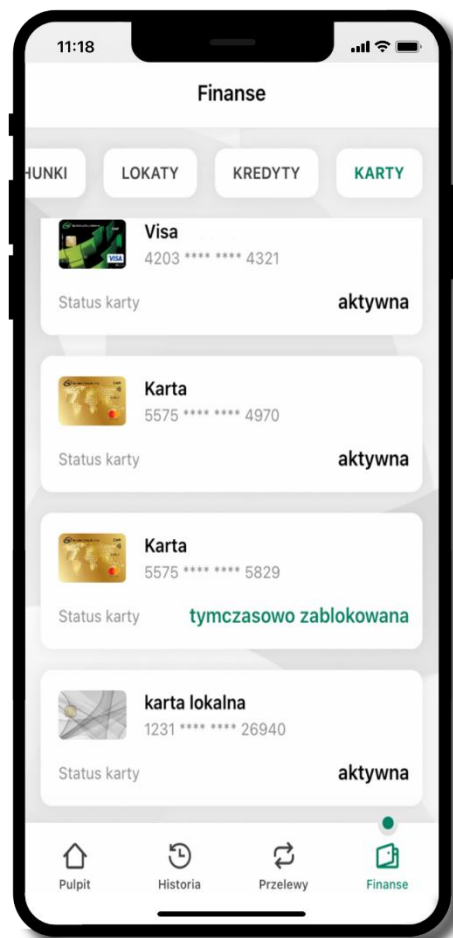 11:18
Finanse
HUNKI LOKATY KREDYTY KARTY
Visa
4203 **** **** 4321
VISA
Status karty aktywna
Karta
5575 **** **** 4970
Status karty aktywna
Karta
5575 **** **** 5829
Status karty tymczasowo zablokowana
karta lokalna
1231 **** **** 26940
Status karty aktywna
Pulpit Historia Przelewy Finanse